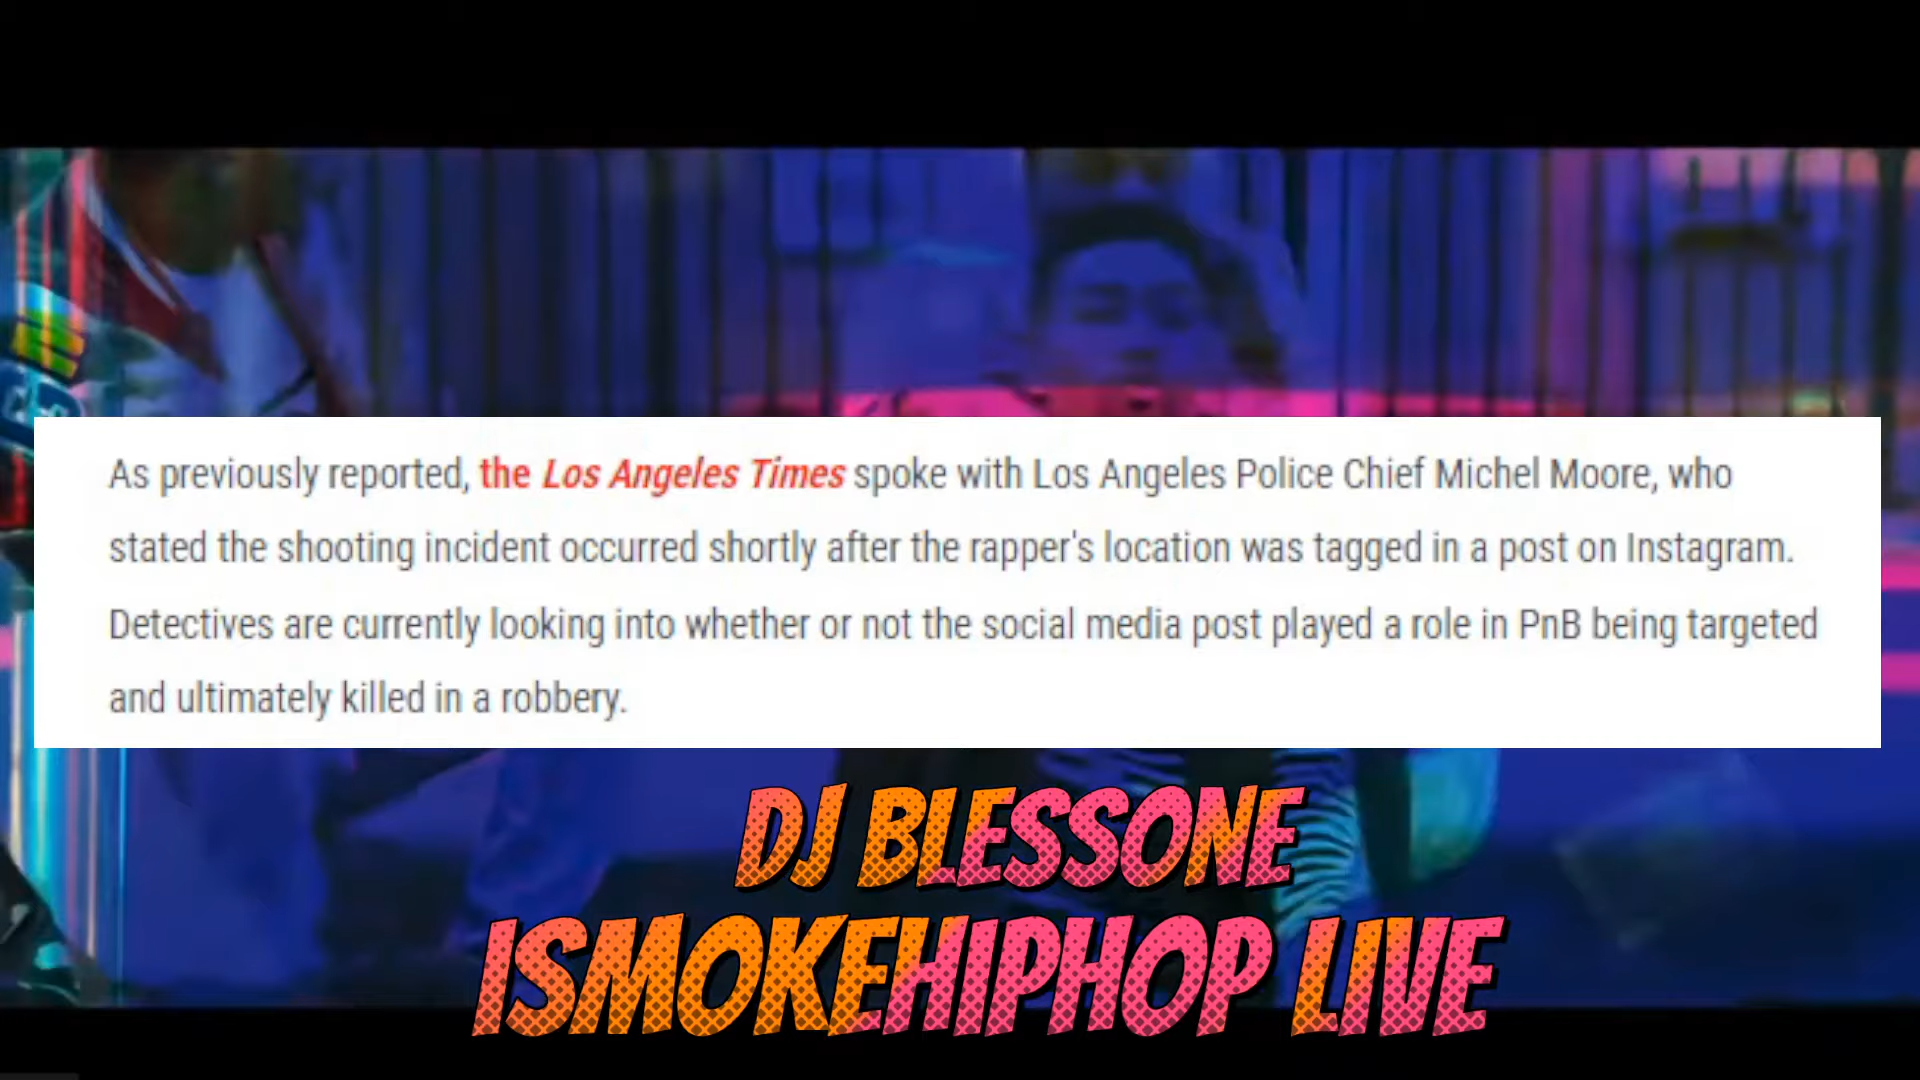 As previously reported, the Los Angeles Times spoke with Los Angeles Police Chief Michel Moore, who
stated the shooting incident occurred shortly after the rapper's location was tagged in a post on Instagram.
Detectives are currently looking into whether or not the social media post played a role in PnB being targeted
and ultimately killed in a robbery.
DJ BLESSONE
ISMOKEHIPHOP LIVE